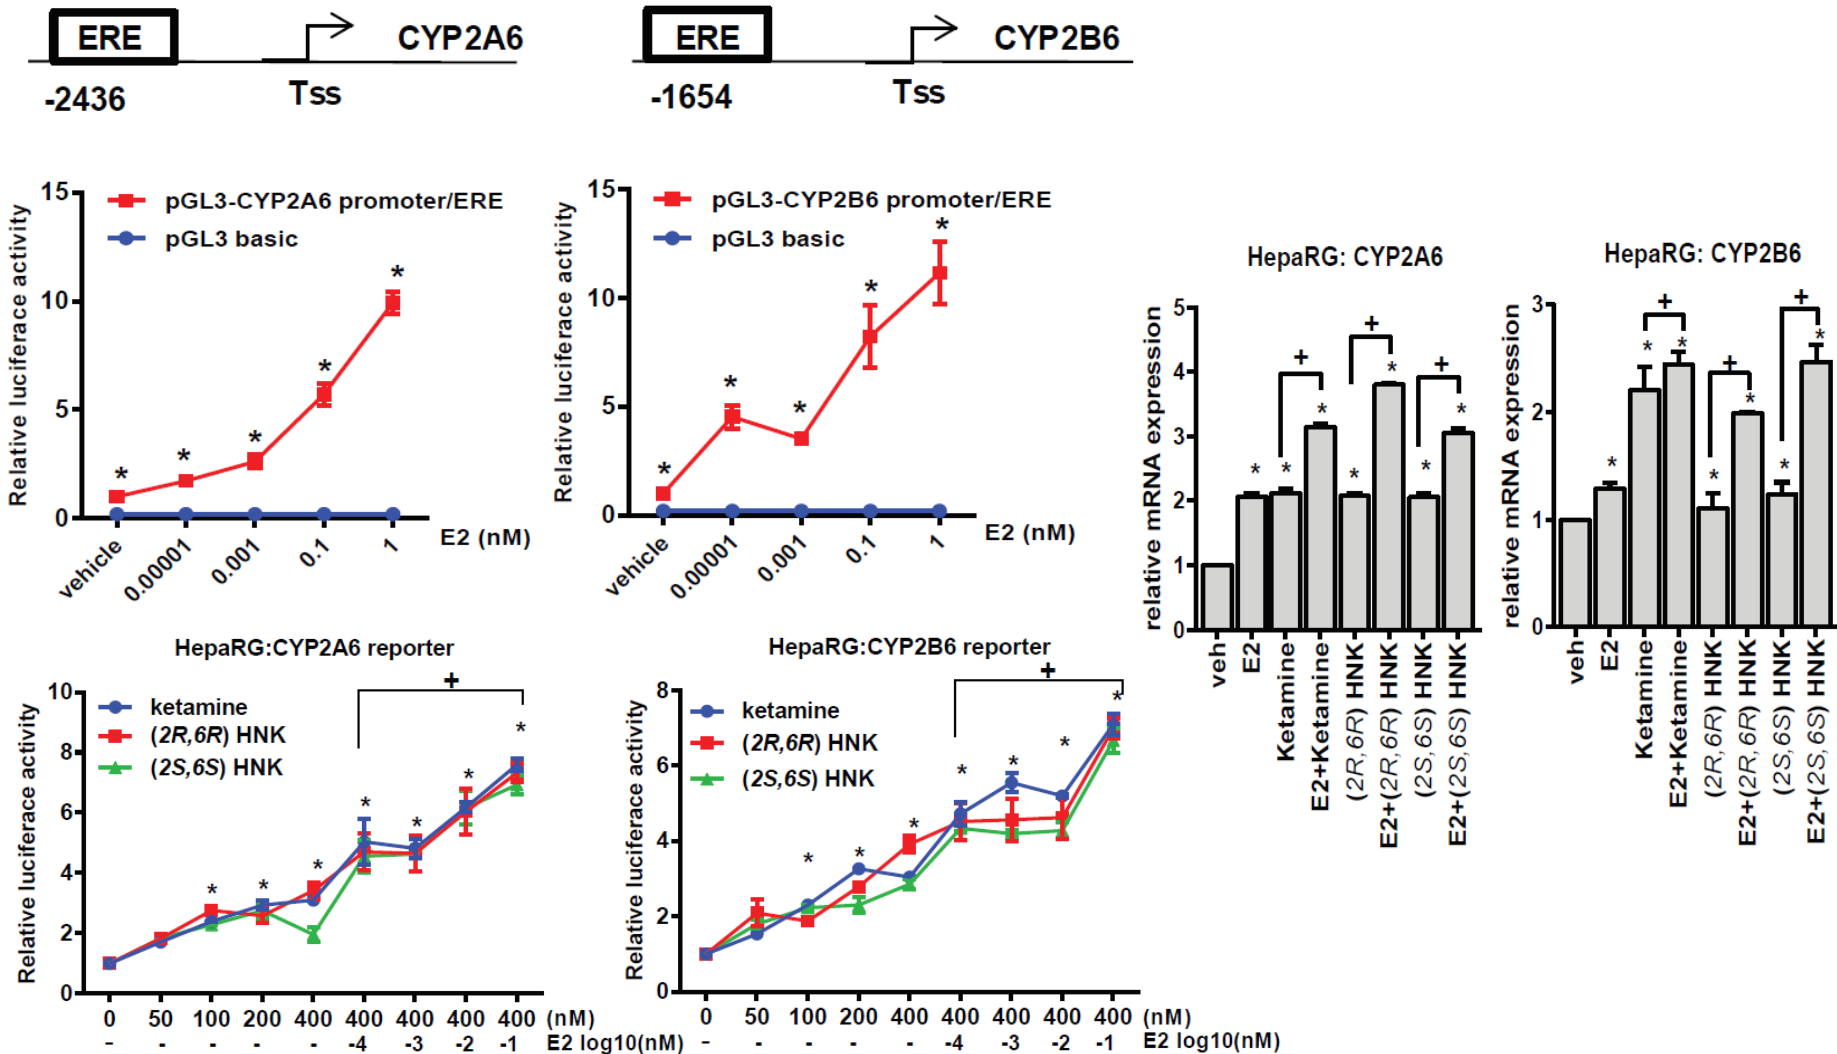 ERE
CYP2A6
-2436
Tss
ERE
CYP2B6
-1654
Tss
Relative luciferace activity
15
10
5
0
pGL3-CYP2A6 promoter/ERE
pGL3 basic
*
*
*
*
*
vehicle
0.00001
0.001
0.1
1
E2 (nM)
Relative luciferace activity
15
10
5
0
pGL3-CYP2B6 promoter/ERE
pGL3 basic
*
*
*
*
*
vehicle
0.00001
0.001
0.1
1
E2 (nM)
HepaRG: CYP2A6
relative mRNA expression
5
4
3
2
1
0
+
+
+
* * * * * * *
veh
E2
Ketamine
E2+Ketamine
(2R,6R) HNK
E2+(2R,6R) HNK
(2S,6S) HNK
E2+(2S,6S) HNK
HepaRG: CYP2B6
relative mRNA expression
3
2
1
0
+
+
+
* * * * * * *
veh
E2
Ketamine
E2+Ketamine
(2R,6R) HNK
E2+(2R,6R) HNK
(2S,6S) HNK
E2+(2S,6S) HNK
HepaRG:CYP2A6 reporter
Relative luciferace activity
10
8
6
4
2
0
ketamine
(2R,6R) HNK
(2S,6S) HNK
+
* * * * * * *
0 50 100 200 400 400 400 400 400 (nM)
- - - - - -4 -3 -2 -1 E2 log10(nM)
HepaRG:CYP2B6 reporter
Relative luciferace activity
8
6
4
2
0
ketamine
(2R,6R) HNK
(2S,6S) HNK
+
* * * * * * *
0 50 100 200 400 400 400 400 400 (nM)
- - - - - -4 -3 -2 -1 E2 log10(nM)